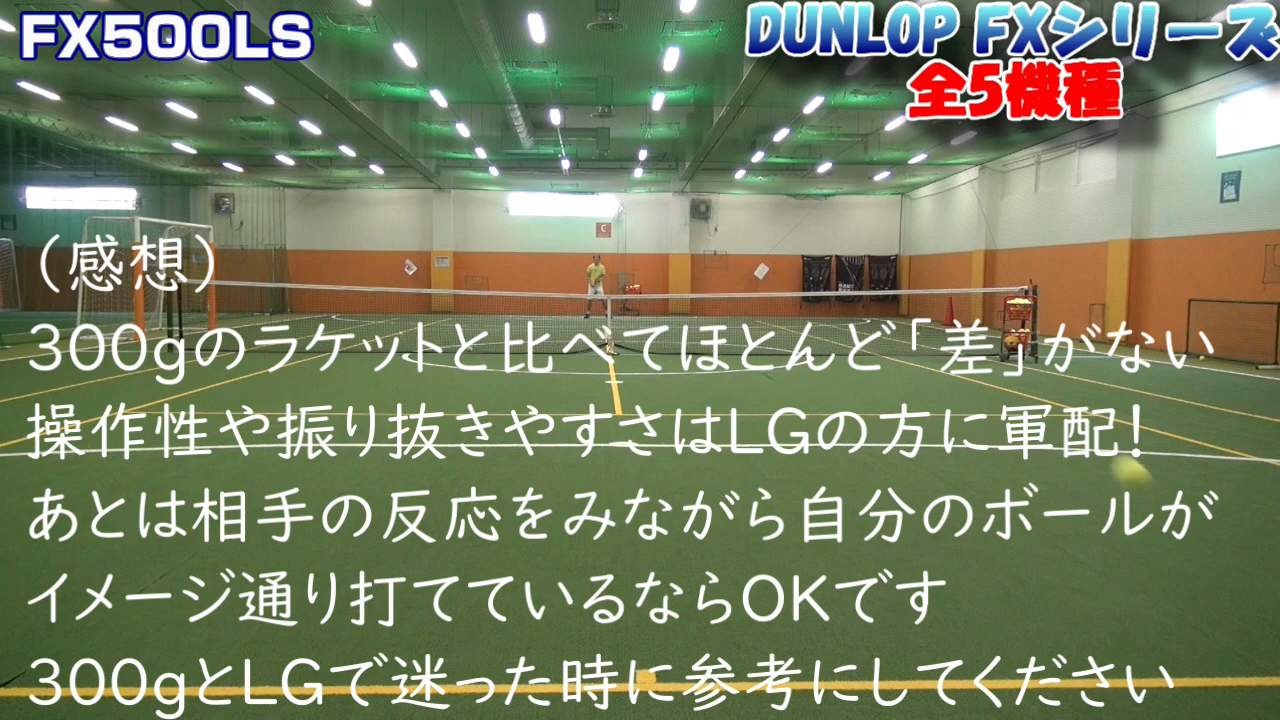 FX500LS
DUNLOP FXシリーズ
全5機種
C
(感想)
300gのラケットと比べてほとんど「差」がない
操作性や振り抜きやすさはLGの方に軍配!
あとは相手の反応をみながら自分のボールが
イメージ通り打てているならOKです
300gとLGで迷った時に参考にしてください